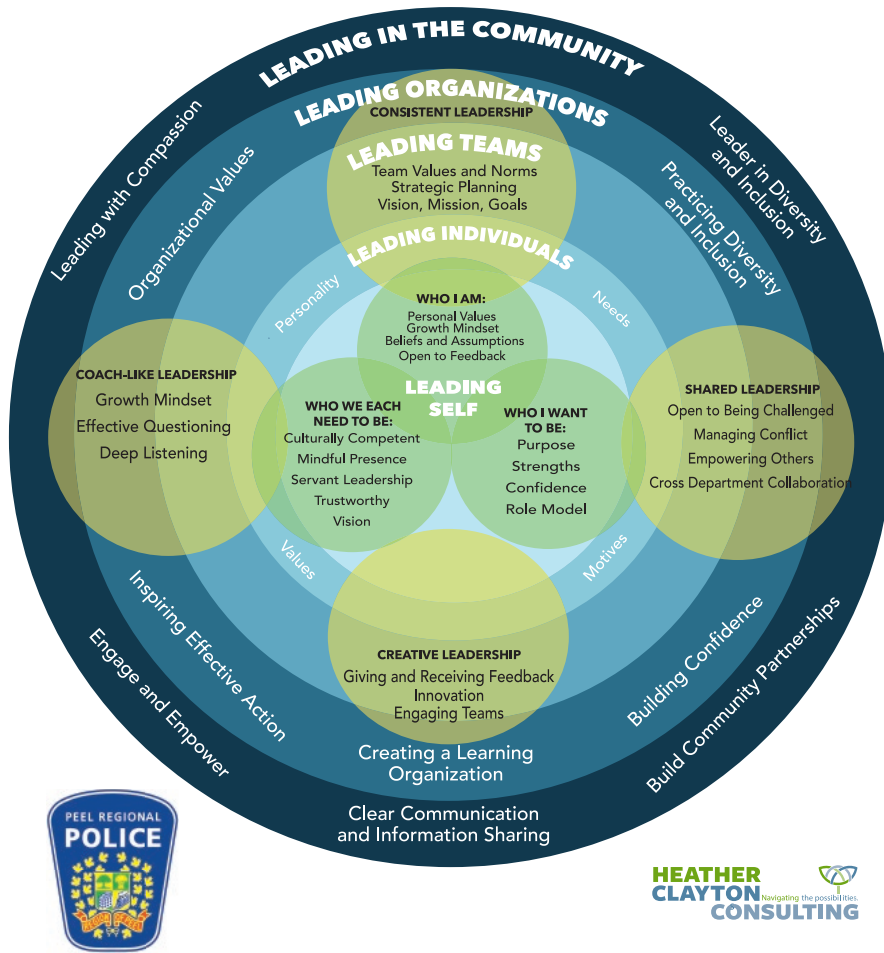 LEADING IN THE COMMUNITY
LEADING ORGANIZATIONS
CONSISTENT LEADERSHIP
LEADING TEAMS
Team Values and Norms
Strategic Planning
Vision, Mission, Goals
LEADING INDIVIDUALS
Leading with Compassion
Organizational Values
Personality
Needs
Practicing Diversity
and Inclusion
Leader in Diversity
and Inclusion
WHO I AM:
Personal Values
Growth Mindset
Beliefs and Assumptions
Open to Feedback
LEADING
SELF
COACH-LIKE LEADERSHIP
Growth Mindset
Effective Questioning
Deep Listening
WHO WE EACH
NEED TO BE:
Culturally Competent
Mindful Presence
Servant Leadership
Trustworthy
Vision
WHO I WANT
TO BE:
Purpose
Strengths
Confidence
Role Model
SHARED LEADERSHIP
Open to Being Challenged
Managing Conflict
Empowering Others
Cross Department Collaboration
Values
Motives
CREATIVE LEADERSHIP
Giving and Receiving Feedback
Innovation
Engaging Teams
Inspiring Effective Action
Engage and Empower
Building Confidence
Build Community Partnerships
Creating a Learning
Organization
Clear Communication
and Information Sharing
PEEL REGIONAL
POLICE
HEATHER
CLAYTON
Navigating the possibilities
CONSULTING